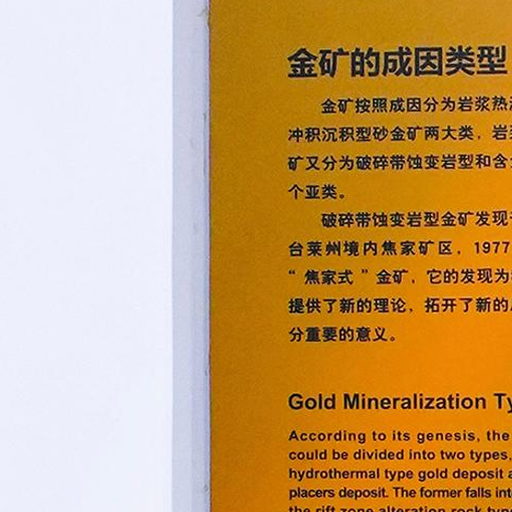 金矿的成因类型
金矿按照成因分为岩浆热
冲积沉积型砂金矿两大类，岩
矿又分为破碎带蚀变岩型和含
个亚类。
破碎带蚀变岩型金矿发现
台莱州境内焦家矿区，1977
“焦家式”金矿，它的发现为
提供了新的理论，拓开了新的
分重要的意义。
Gold Mineralization Ty
According to its genesis, the
could be divided into two types,
hydrothermal type gold deposit a
placers deposit. The former falls int
the rift zone alteration rock typ